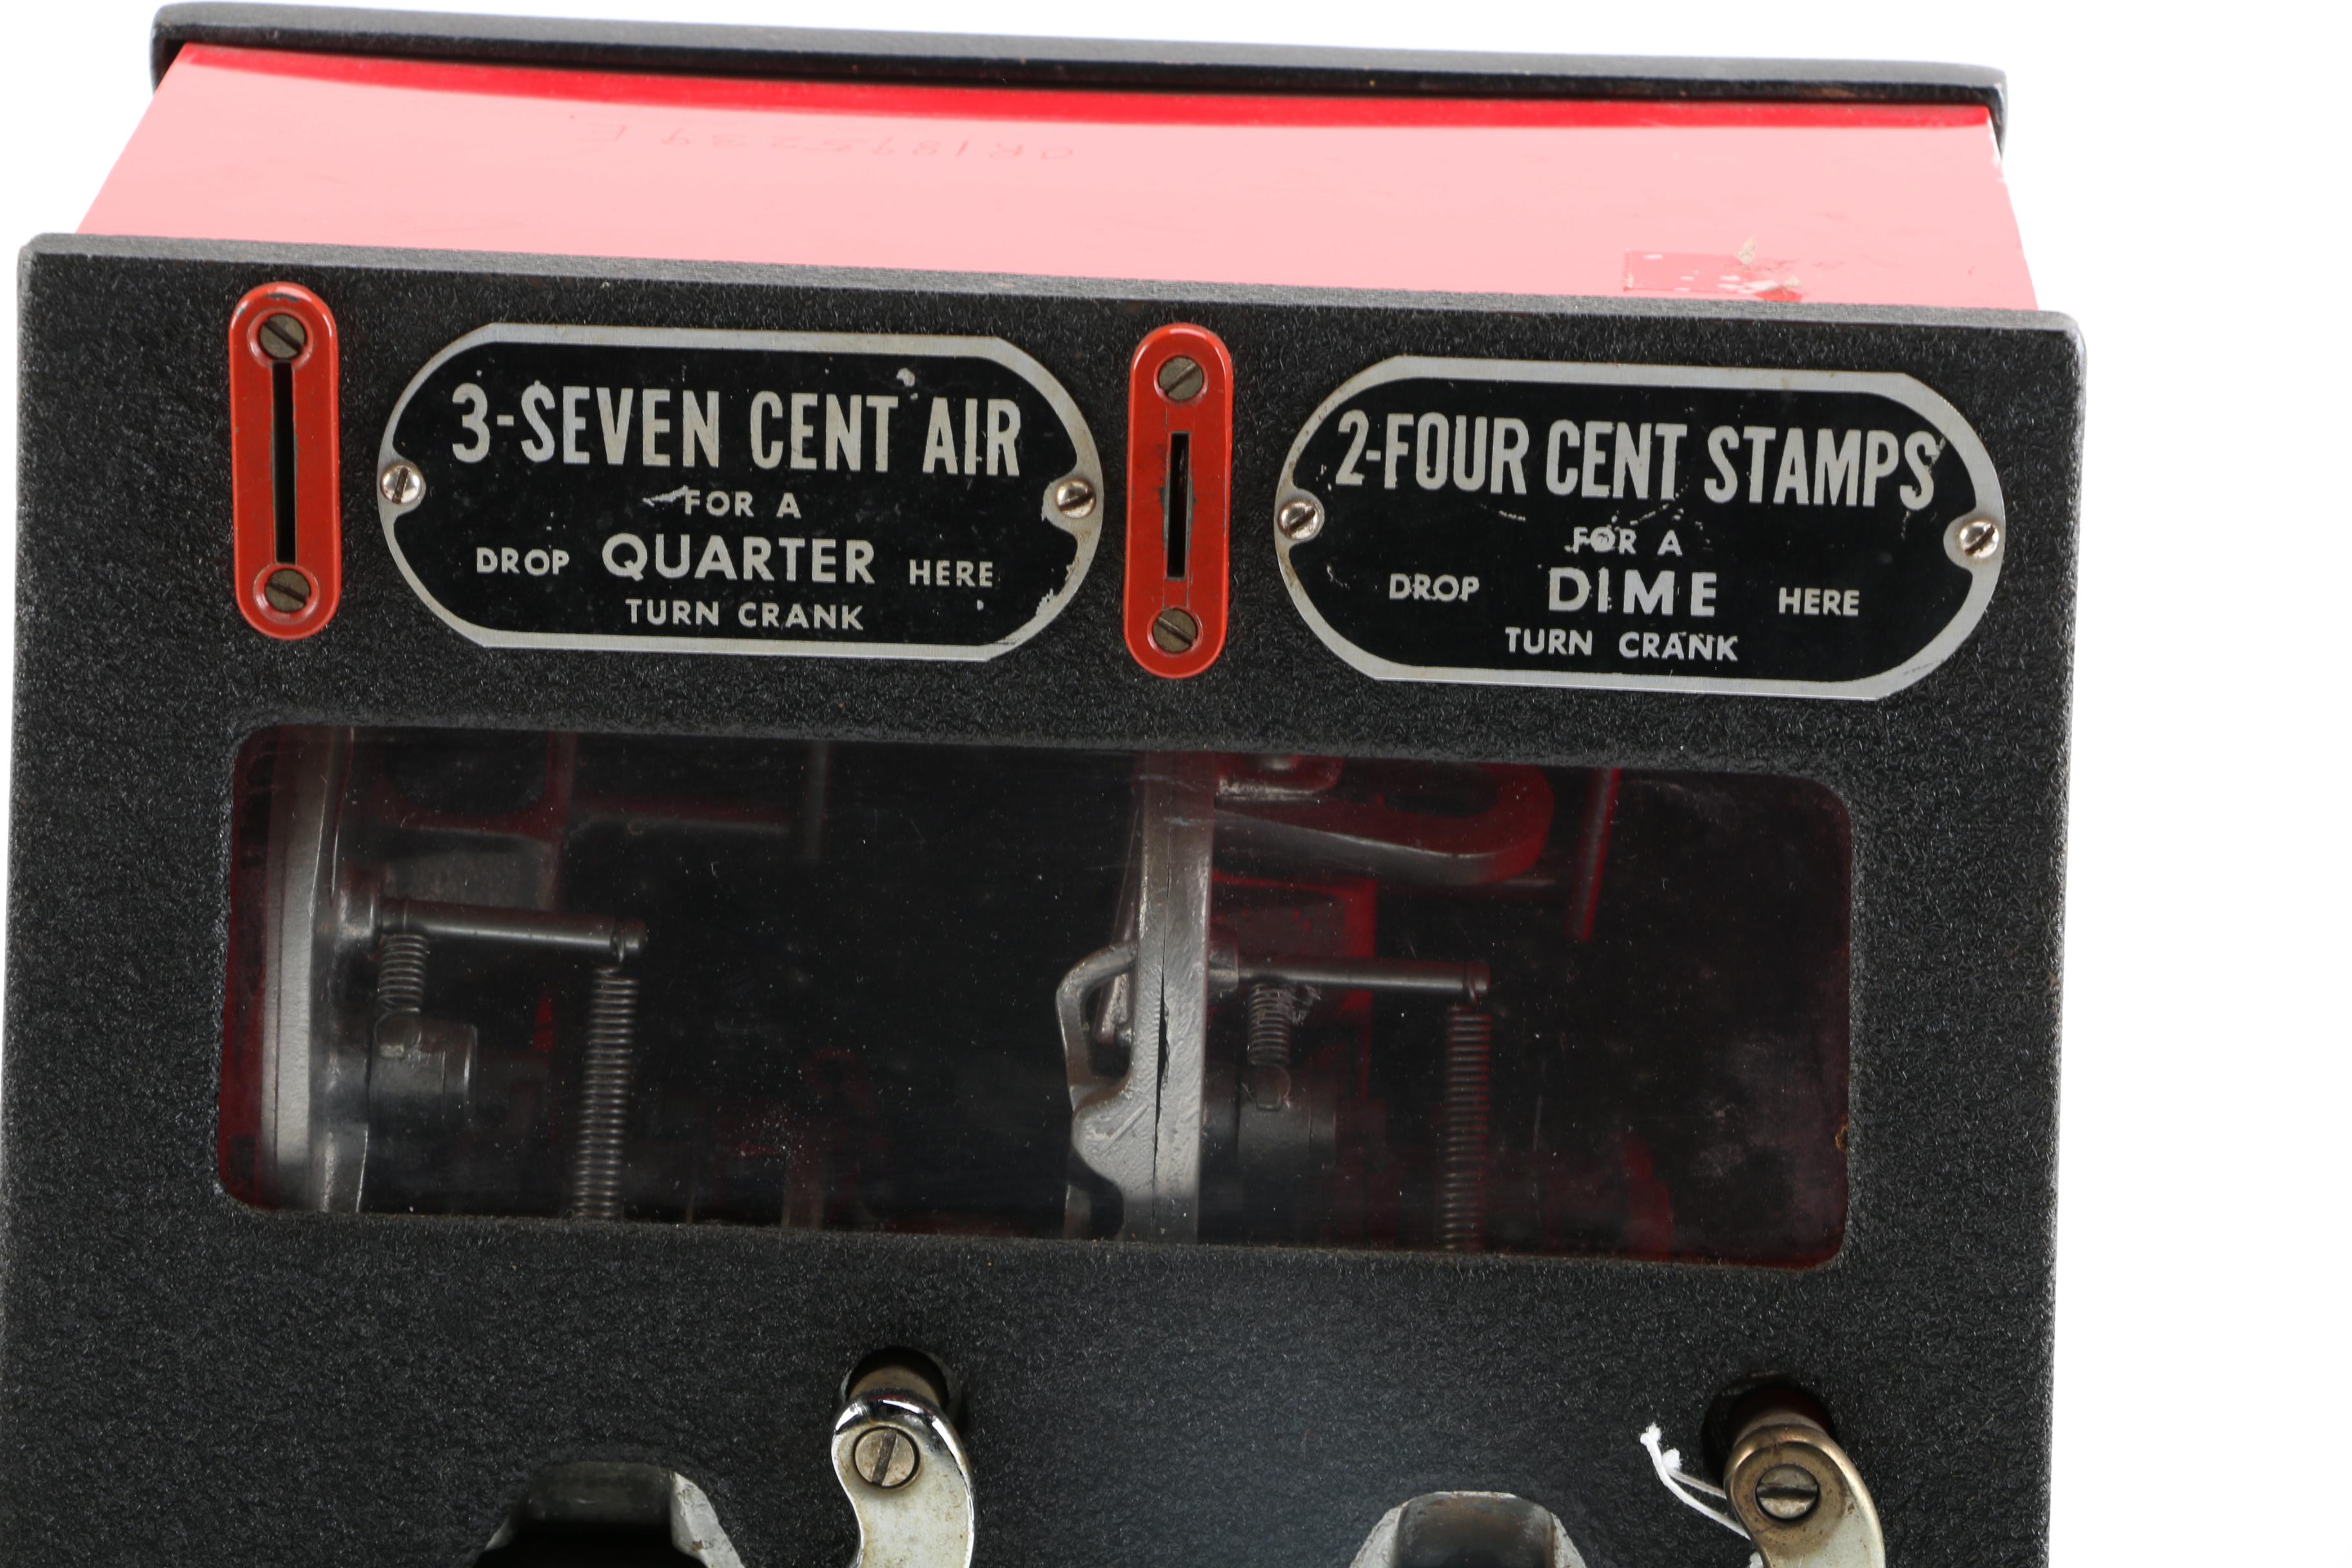 3-SEVEN CENT AIR
FOR A
DROP QUARTER HERE
TURN CRANK
2-FOUR CENT STAMPS
FOR A
DROP DIME HERE
TURN CRANK